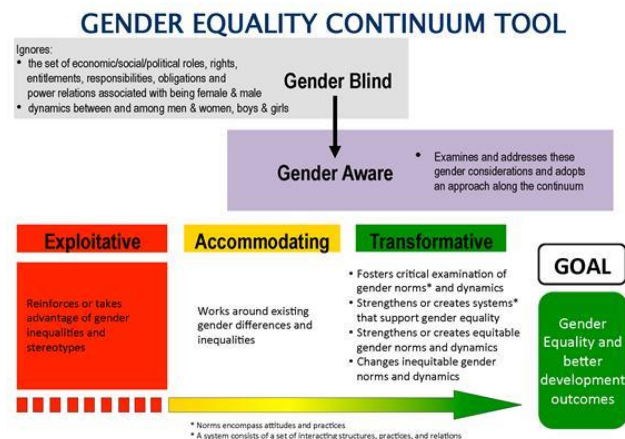 GENDER EQUALITY CONTINUUM TOOL
Ignores:
• the set of economic/social/political roles, rights,
entitlements, responsibilities, obligations and
power relations associated with being female & male
• dynamics between and among men & women, boys & girls
Gender Blind
Gender Aware
• Examines and addresses these
gender considerations and adopts
an approach along the continuum
Exploitative
Reinforces or takes
advantage of gender
inequalities and
stereotypes
Accommodating
Works around existing
gender differences and
inequalities
Transformative
• Fosters critical examination of
gender norms* and dynamics
• Strengthens or creates systems*
that support gender equality
• Strengthens or creates equitable
gender norms and dynamics
• Changes inequitable gender
norms and dynamics
GOAL
Gender
Equality and
better
development
outcomes
* Norms encompass attitudes and practices
* A system consists of a set of interacting structures, practices, and relations